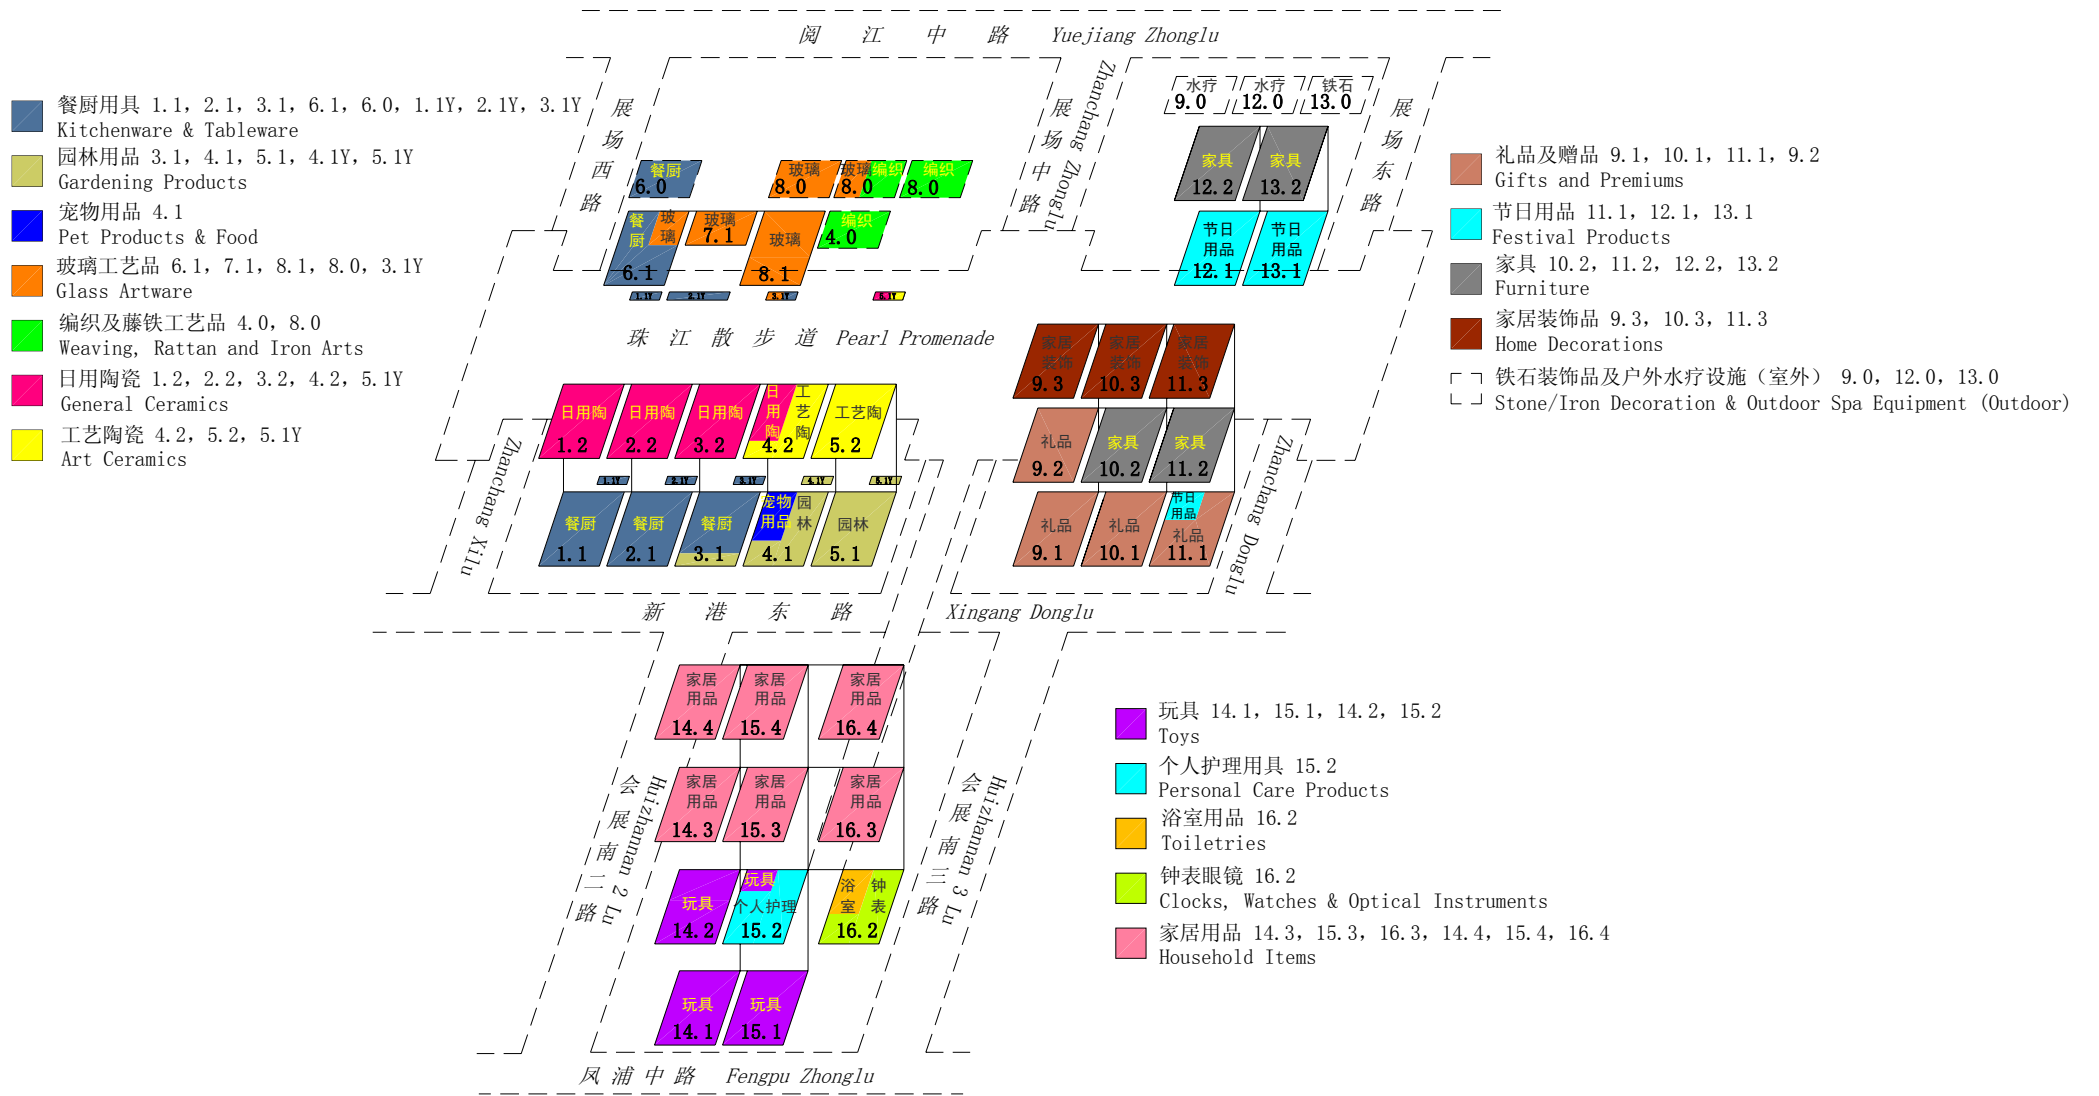 阅江中路 Yuejiang Zhonglu
餐厨用具 1.1, 2.1, 3.1, 6.1, 6.0, 1.1Y, 2.1Y, 3.1Y
Kitchenware & Tableware
园林用品 3.1, 4.1, 5.1, 4.1Y, 5.1Y
Gardening Products
宠物用品 4.1
Pet Products & Food
玻璃工艺品 6.1, 7.1, 8.1, 8.0, 3.1Y
Glass Artware
编织及藤铁工艺品 4.0, 8.0
Weaving, Rattan and Iron Arts
日用陶瓷 1.2, 2.2, 3.2, 4.2, 5.1Y
General Ceramics
工艺陶瓷 4.2, 5.2, 5.1Y
Art Ceramics
展场西路
展场中路
Zhanchang Zhonglu
展场东路
水疗
9.0
水疗
12.0
铁石
13.0
餐厨
6.0
玻璃
8.0
玻璃 编织
8.0
编织
8.0
餐厨 玻璃
6.1
玻璃
7.1
玻璃
8.1
编织
4.0
1.1Y
2.1Y
3.1Y
5.1Y
家具
12.2
家具
13.2
节日用品
12.1
节日用品
13.1
珠江散步道 Pearl Promenade
日用陶
1.2
日用陶
2.2
日用陶
3.2
日用陶 工艺陶
4.2
工艺陶
5.2
1.1Y
2.1Y
3.1Y
4.1Y
5.1Y
餐厨
1.1
餐厨
2.1
餐厨
3.1
宠物用品 园林
4.1
园林
5.1
Zhanchang Xilu
家居装饰
9.3
家居装饰
10.3
家居装饰
11.3
礼品
9.2
家具
10.2
家具
11.2
礼品
9.1
礼品
10.1
节日用品
礼品
11.1
Zhanchang Donglu
礼品及赠品 9.1, 10.1, 11.1, 9.2
Gifts and Premiums
节日用品 11.1, 12.1, 13.1
Festival Products
家具 10.2, 11.2, 12.2, 13.2
Furniture
家居装饰品 9.3, 10.3, 11.3
Home Decorations
铁石装饰品及户外水疗设施（室外） 9.0, 12.0, 13.0
Stone/Iron Decoration & Outdoor Spa Equipment (Outdoor)
新港东路 Xingang Donglu
家居用品
14.4
家居用品
15.4
家居用品
16.4
家居用品
14.3
家居用品
15.3
家居用品
16.3
玩具
14.2
玩具
个人护理
15.2
浴室 钟表
16.2
玩具
14.1
玩具
15.1
会展南二路
Huizhannan 2 Lu
会展南三路
Huizhannan 3 Lu
玩具 14.1, 15.1, 14.2, 15.2
Toys
个人护理用具 15.2
Personal Care Products
浴室用品 16.2
Toiletries
钟表眼镜 16.2
Clocks, Watches & Optical Instruments
家居用品 14.3, 15.3, 16.3, 14.4, 15.4, 16.4
Household Items
凤浦中路 Fengpu Zhonglu